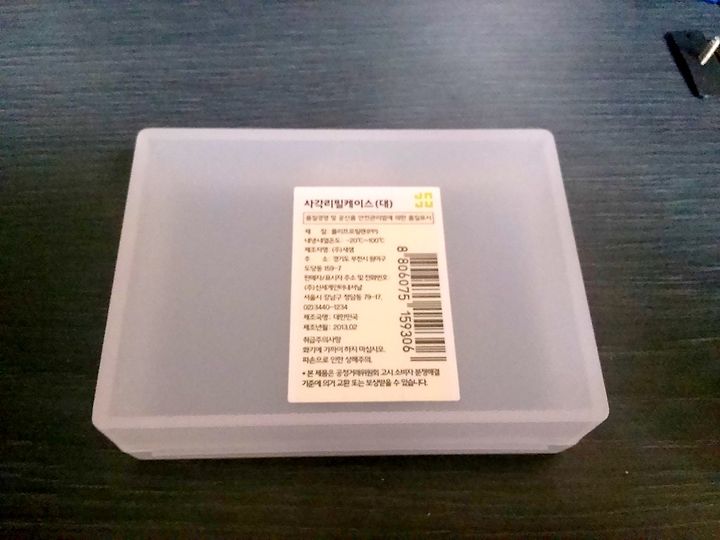 사각리필케이스(대)
품질경영 및 공산품 안전관리법에 의한 품질표시
재 질: 폴리프로필렌(PP)
내냉내열온도: -20℃~100℃
제조자명: (주)새샘
주 소: 경기도 부천시 원미구
도당동 159-7
판매자/표시자 주소 및 전화번호:
(주)신세계인터내셔날
서울시 강남구 청담동 79-17,
02)3440-1234
제조국명: 대한민국
제조년월: 2013.02
취급주의사항
화기에 가까이 하지 마십시오.
파손으로 인한 상해주의.
• 본 제품은 공정거래위원회 고시 소비자 분쟁해결
기준에 의거 교환 또는 보상받을 수 있습니다.
8 806075 159306